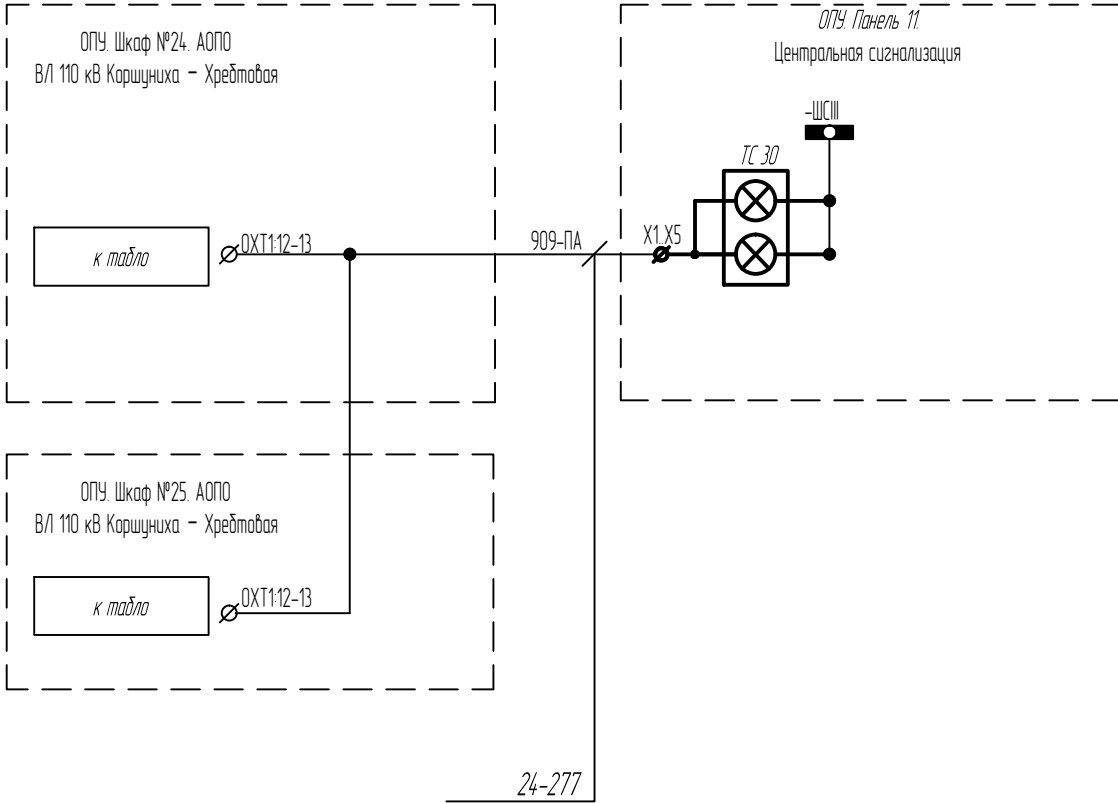 ОПУ. Шкаф №24. АОПО
ВЛ 110 кВ Коршуниха - Хребтовая
к табло
0XT1:12-13
909-ПА
ОПУ. Панель 11.
Центральная сигнализация
-ШСIII
ТС 30
X1..X5
ОПУ. Шкаф №25. АОПО
ВЛ 110 кВ Коршуниха - Хребтовая
к табло
0XT1:12-13
24-277